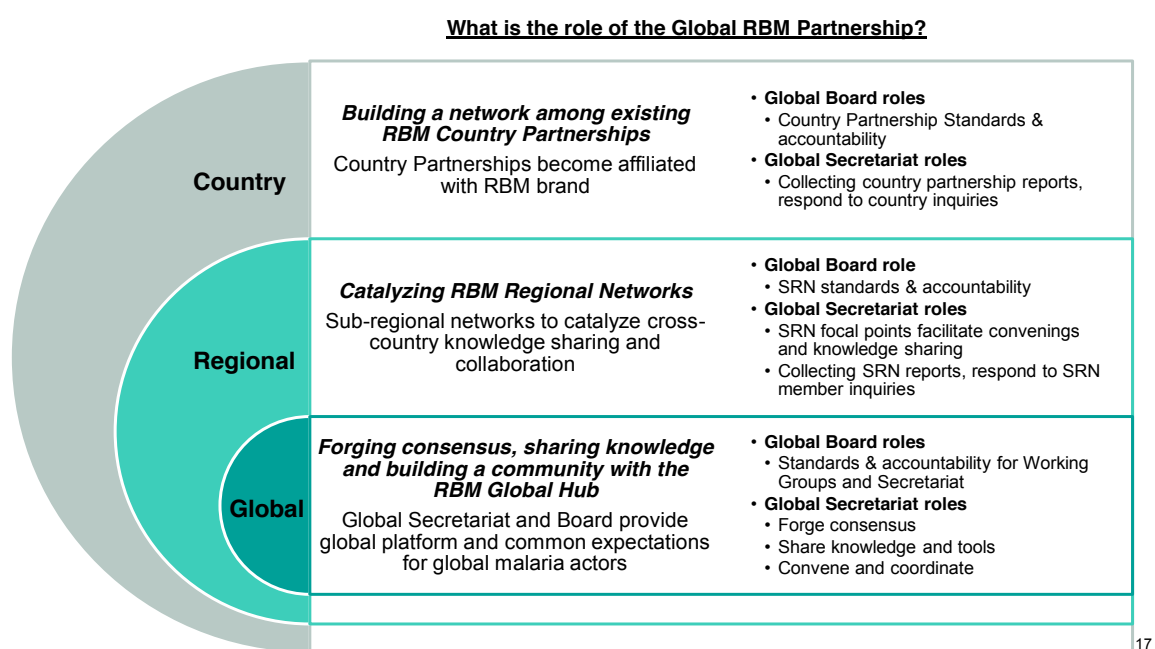 What is the role of the Global RBM Partnership?
Country
Building a network among existing
RBM Country Partnerships
Country Partnerships become affiliated
with RBM brand
• Global Board roles
• Country Partnership Standards &
accountability
• Global Secretariat roles
• Collecting country partnership reports,
respond to country inquiries
Regional
Catalyzing RBM Regional Networks
Sub-regional networks to catalyze cross-
country knowledge sharing and
collaboration
• Global Board role
• SRN standards & accountability
• Global Secretariat roles
• SRN focal points facilitate convenings
and knowledge sharing
• Collecting SRN reports, respond to SRN
member inquiries
Global
Forging consensus, sharing knowledge
and building a community with the
RBM Global Hub
Global Secretariat and Board provide
global platform and common expectations
for global malaria actors
• Global Board roles
• Standards & accountability for Working
Groups and Secretariat
• Global Secretariat roles
• Forge consensus
• Share knowledge and tools
• Convene and coordinate
17